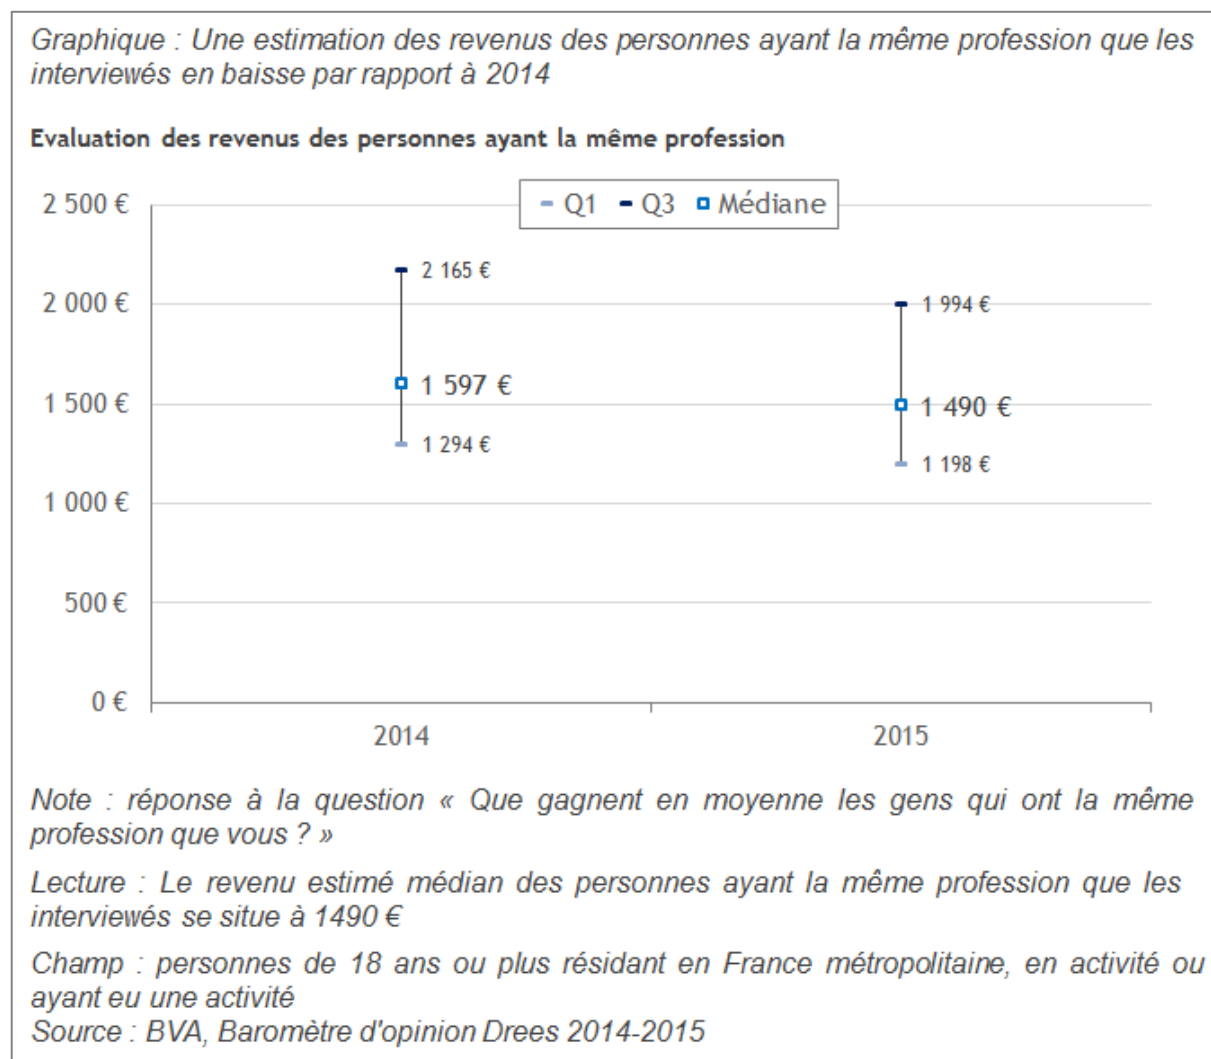 Graphique : Une estimation des revenus des personnes ayant la même profession que les
interviewés en baisse par rapport à 2014
Evaluation des revenus des personnes ayant la même profession
Q1 Q3 Médiane
2 500 €
2 000 €
1 500 €
1 000 €
500 €
0 €
2 165 €
1 597 €
1 294 €
1 994 €
1 490 €
1 198 €
2014 2015
Note : réponse à la question « Que gagnent en moyenne les gens qui ont la même
profession que vous ? »
Lecture : Le revenu estimé médian des personnes ayant la même profession que les
interviewés se situe à 1490 €
Champ : personnes de 18 ans ou plus résidant en France métropolitaine, en activité ou
ayant eu une activité
Source : BVA, Baromètre d'opinion Drees 2014-2015